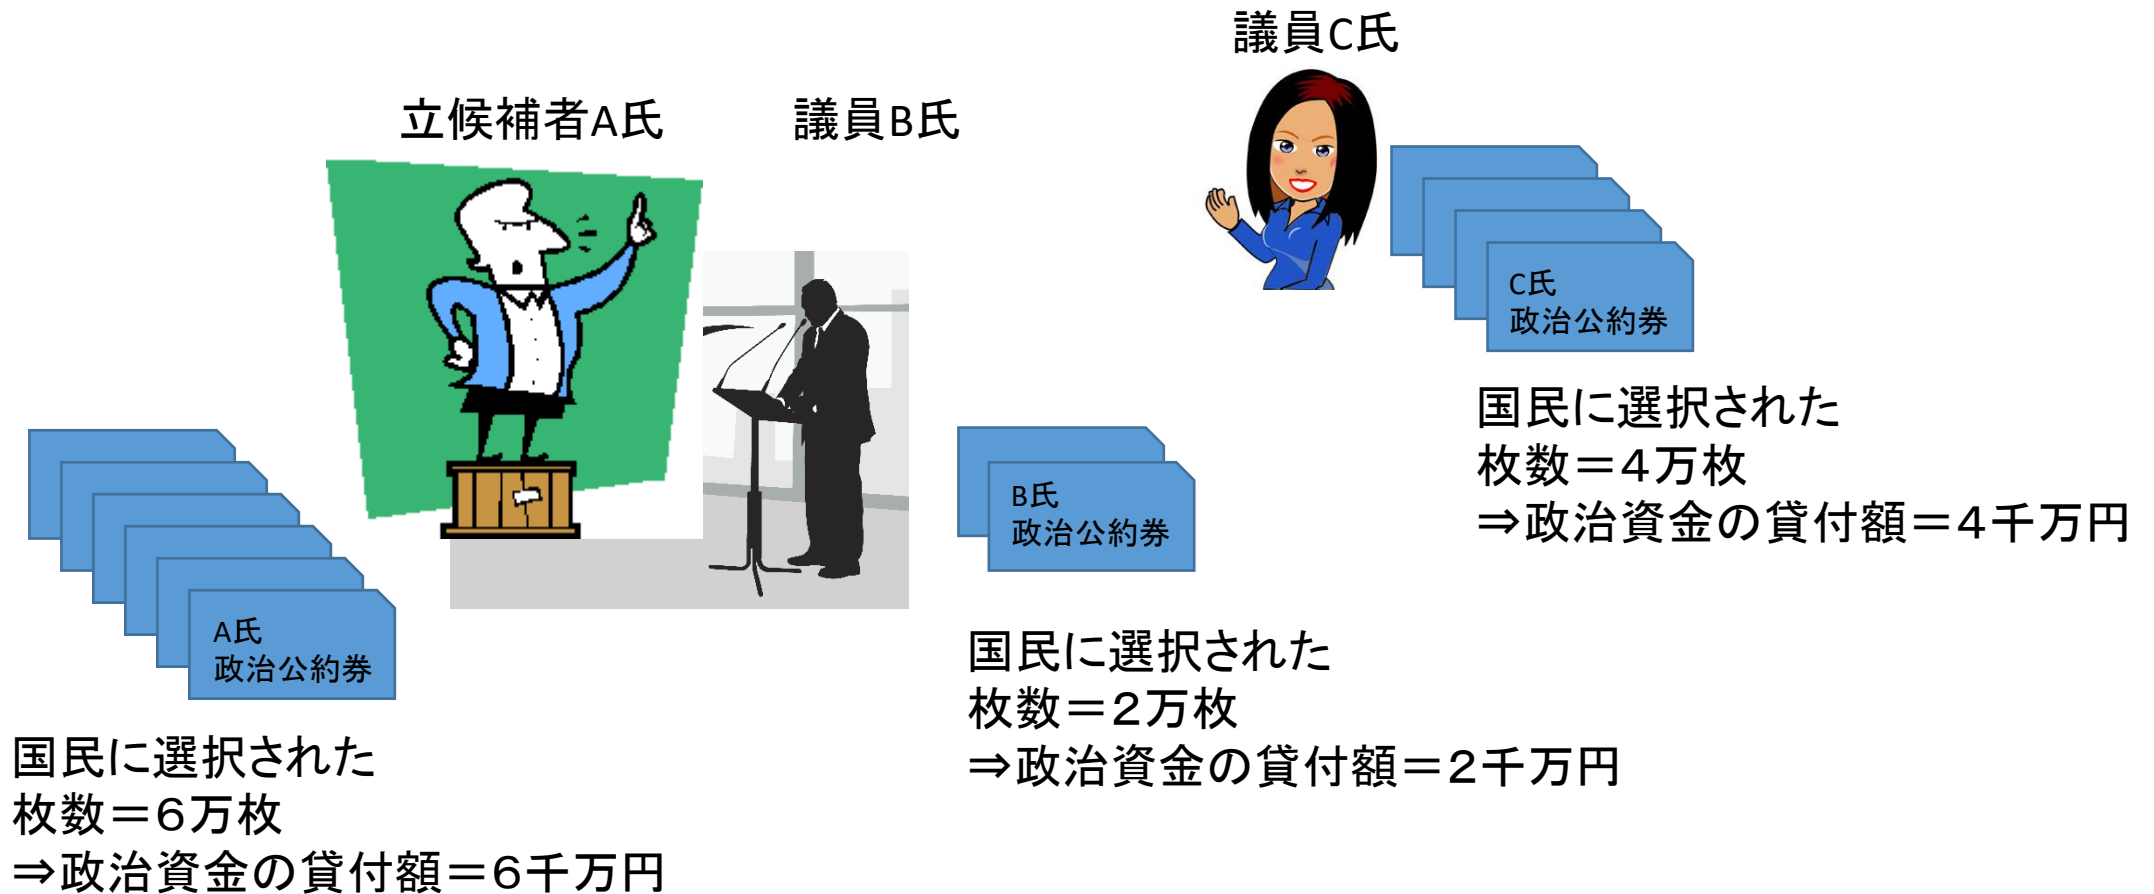 議員C氏
立候補者A氏
議員B氏
C氏
政治公約券
国民に選択された
枚数＝４万枚
⇒政治資金の貸付額＝４千万円
B氏
政治公約券
国民に選択された
枚数＝２万枚
⇒政治資金の貸付額＝２千万円
A氏
政治公約券
国民に選択された
枚数＝６万枚
⇒政治資金の貸付額＝６千万円